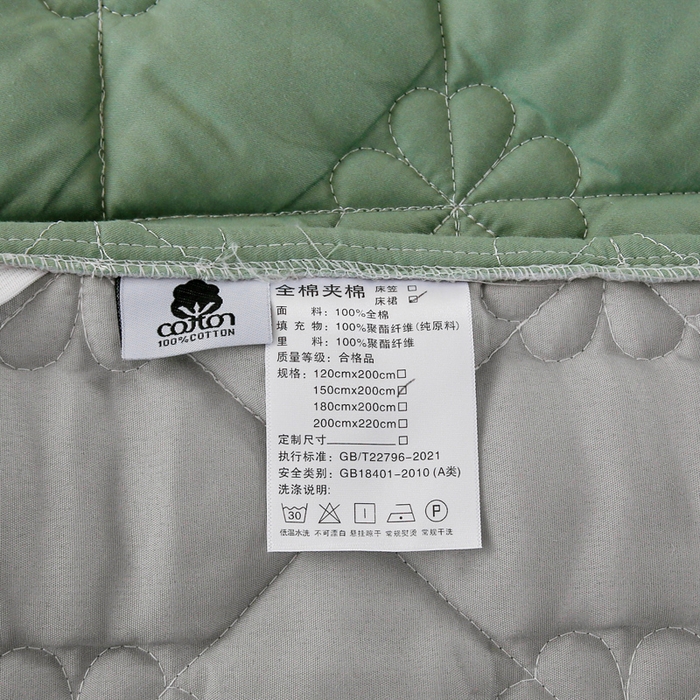 cotton
100%COTTON
全棉夹棉 床笠
床裙
面 料：100%全棉
填 充 物：100%聚酯纤维(纯原料)
里 料：100%聚酯纤维
质量等级：合格品
规格：120cmx200cm
150cmx200cm
180cmx200cm
200cmx220cm
定制尺寸
执行标准：GB/T22796-2021
安全类别：GB18401-2010 (A类)
洗涤说明:
30 P
低温水洗 不可漂白 悬挂晾干 常规熨烫 常规干洗